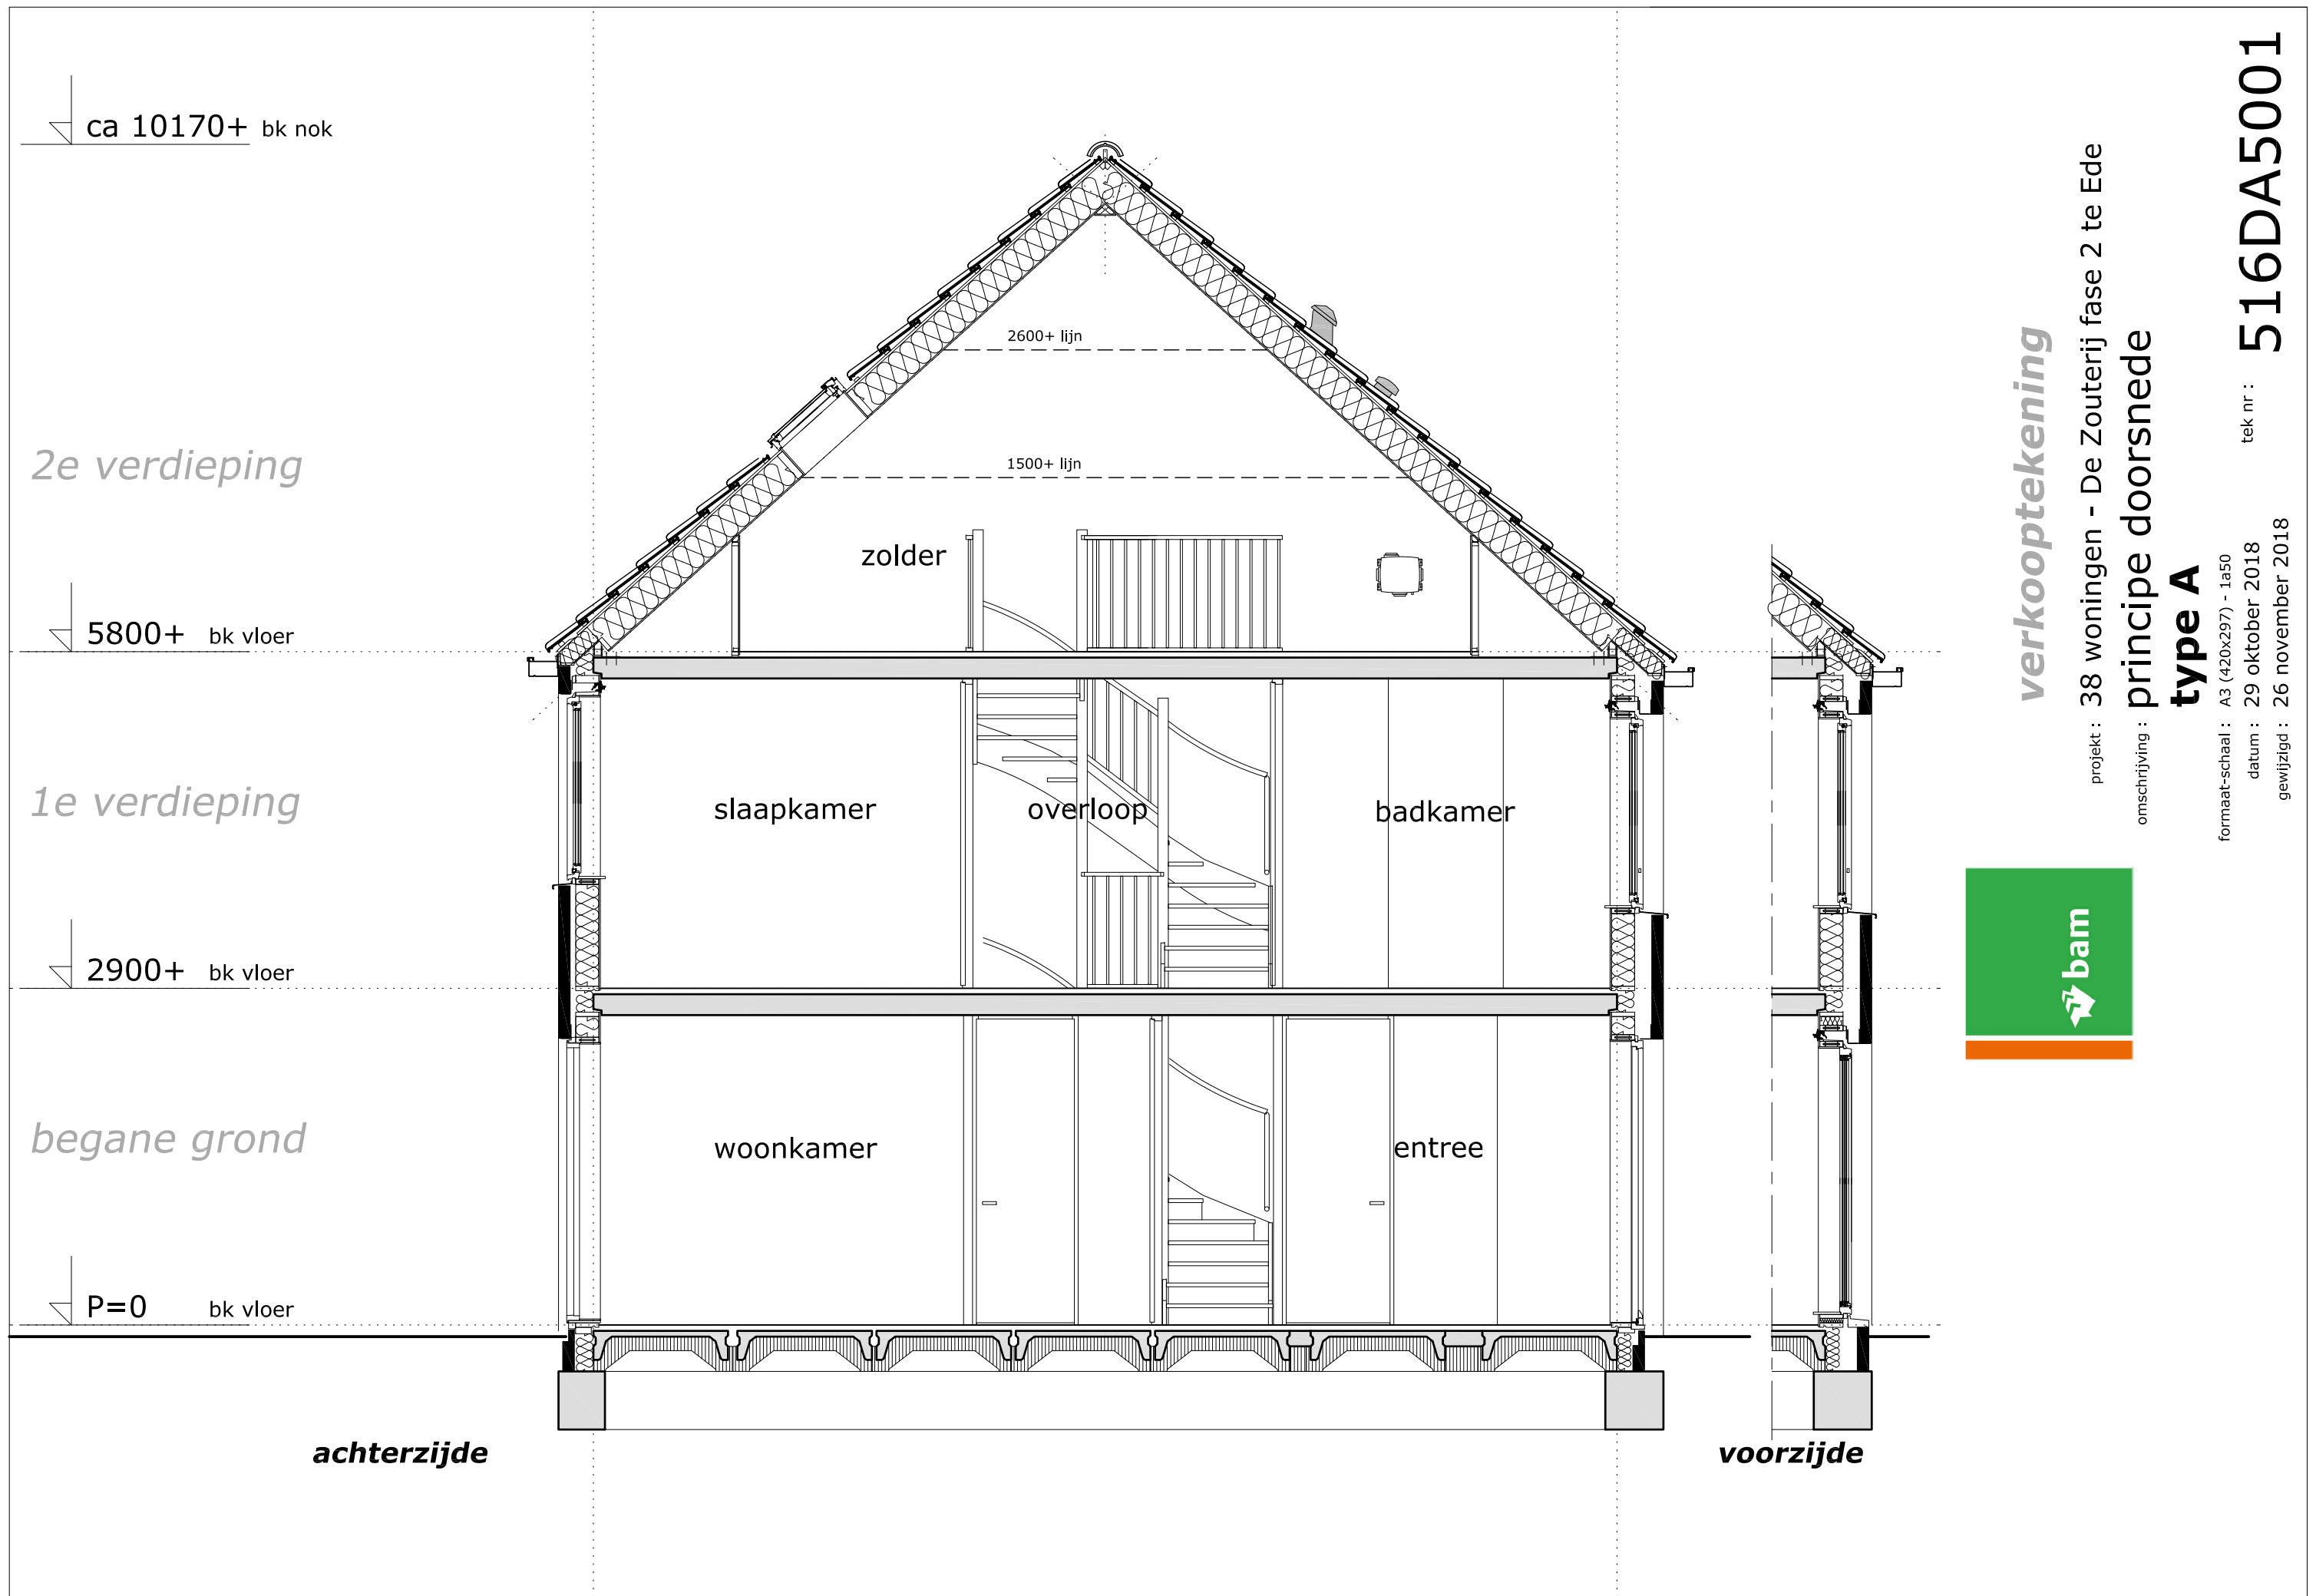 ca 10170+ bk nok
2e verdieping
5800+ bk vloer
1e verdieping
2900+ bk vloer
begane grond
P=0 bk vloer
2600+ lijn
1500+ lijn
zolder
slaapkamer
overloop
badkamer
woonkamer
entree
achterzijde
voorzijde
verkooptekening
projekt : 38 woningen - De Zouterij fase 2 te Ede
omschrijving : principe doorsnede
type A
formaat-schaal : A3 (420x297) - 1a50
tek nr : 516DA5001
datum : 29 oktober 2018
gewijzigd : 26 november 2018
bam